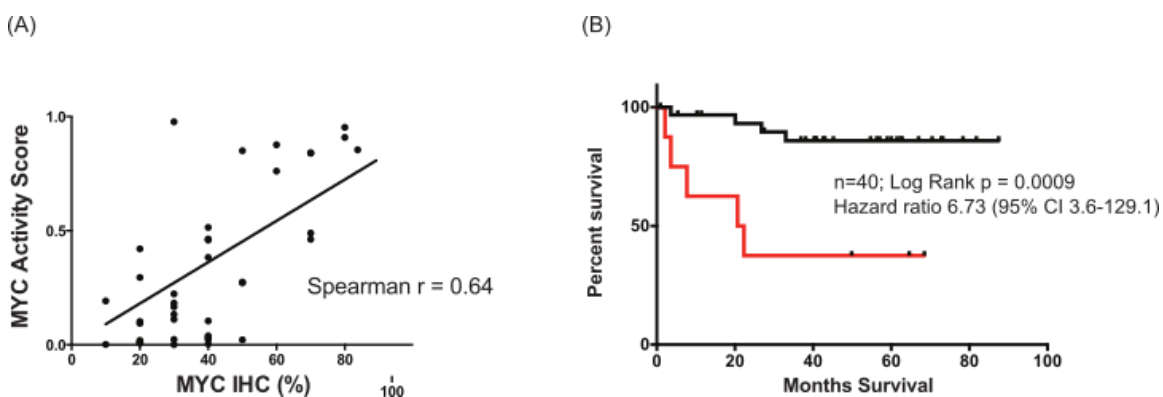 (A)
(B)
MYC Activity Score
1.0
0.5
0.0
0
20
40
60
80
100
MYC IHC (%)
Spearman r = 0.64
Percent survival
100
50
0
0
20
40
60
80
100
Months Survival
n=40; Log Rank p = 0.0009
Hazard ratio 6.73 (95% CI 3.6-129.1)